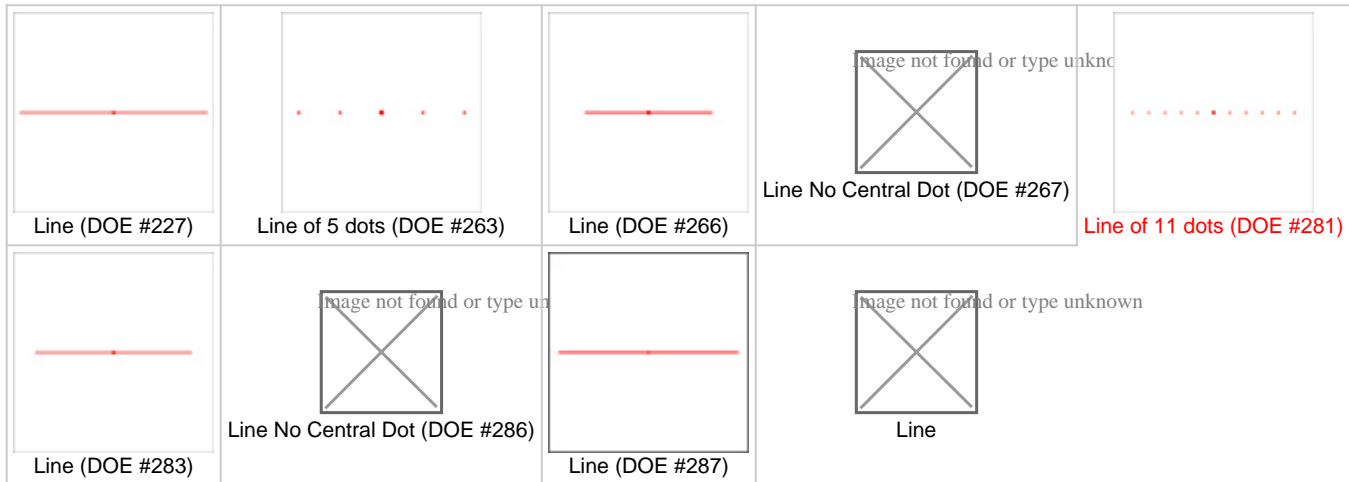 Image not found or type unkno
Line No Central Dot (DOE #267)
Line (DOE #227)
Line of 5 dots (DOE #263)
Line (DOE #266)
Line of 11 dots (DOE #281)
Image not found or type un
Image not found or type unknown
Line No Central Dot (DOE #286)
Line
Line (DOE #283)
Line (DOE #287)